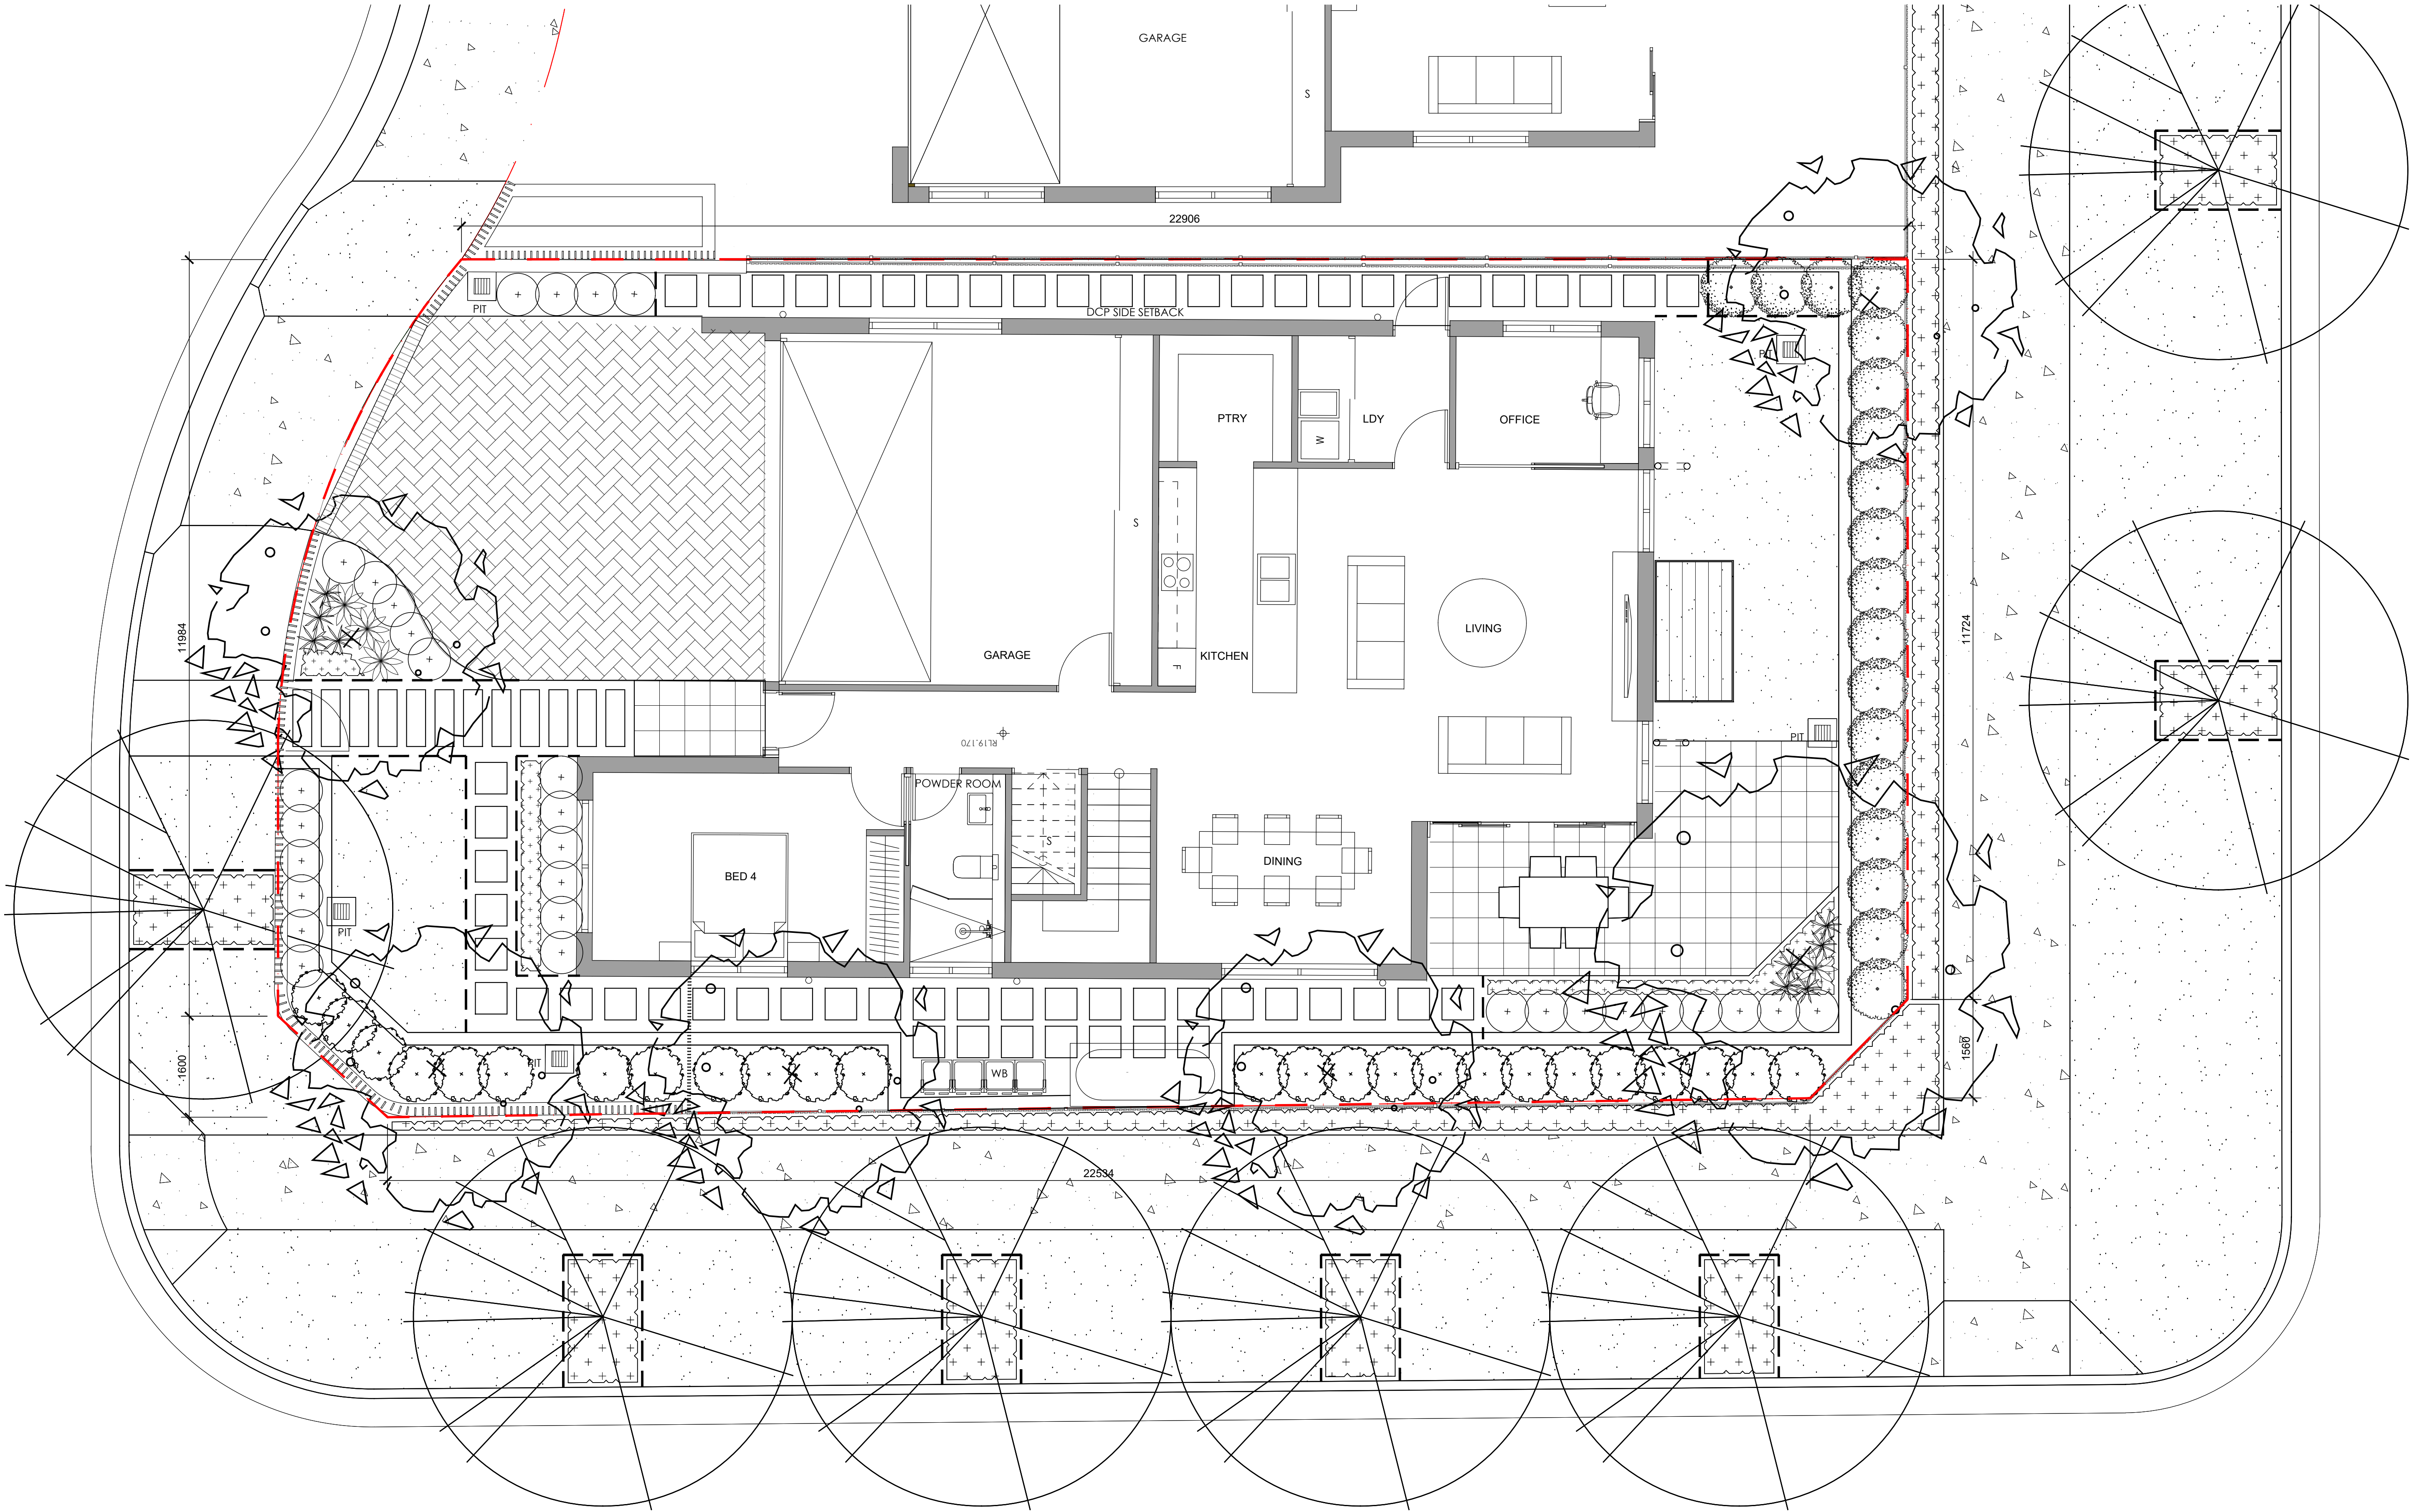 GARAGE
S
22906
PIT
DCP SIDE SETBACK
PIT
PTRY
LDY
OFFICE
W
S
11984
11724
LIVING
GARAGE
KITCHEN
F
RL19.170
PIT
POWDER ROOM
S
BED 4
DINING
PIT
PIT
WB
1600
1560
22534